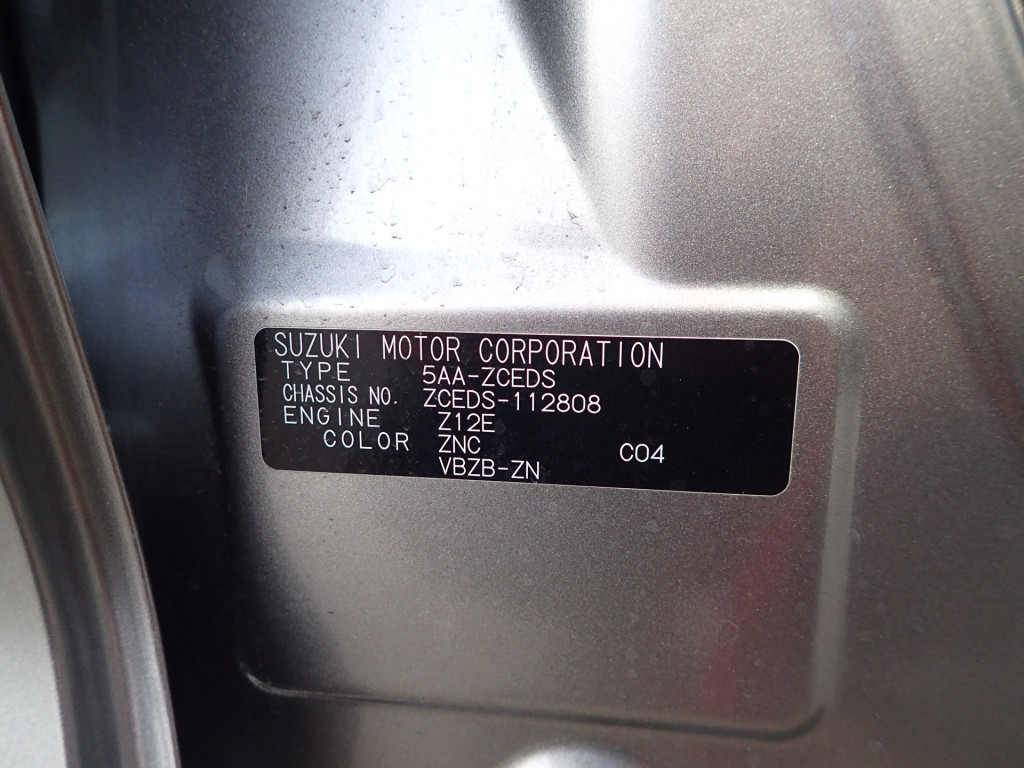 SUZUKI MOTOR CORPORATION
TYPE 5AA-ZCEDS
CHASSIS NO. ZCEDS-112808
ENGINE Z12E
COLOR ZNC C04
VBZB-ZN